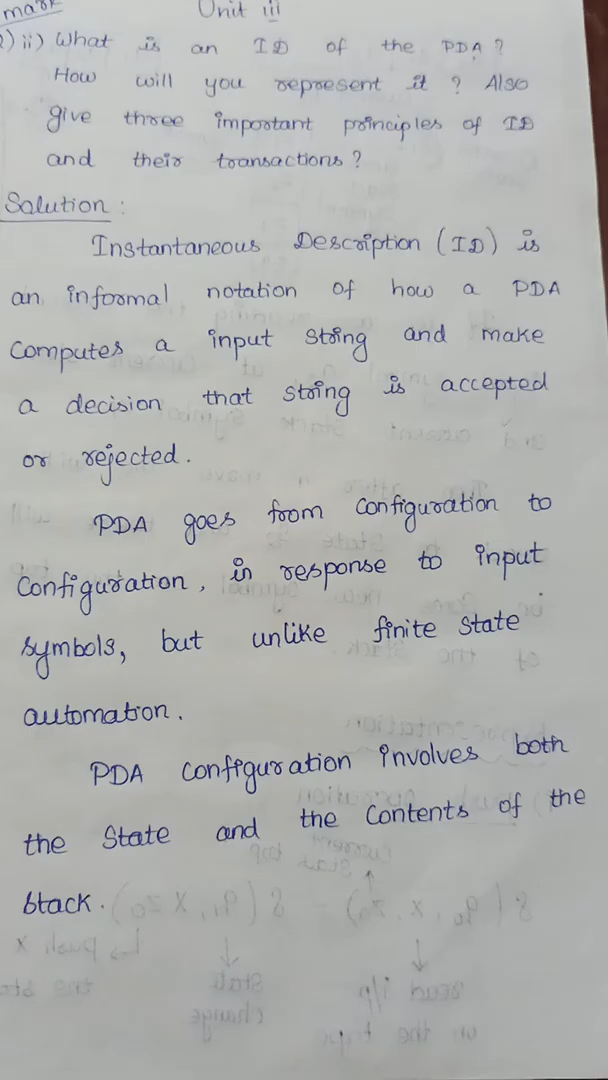 mark Unit iii
2) ii) What is an ID of the PDA ?
How will you represent it ? Also
give three important principles of ID
and their transactions ?
Solution :
Instantaneous Description (ID) is
an informal notation of how a PDA
computes a input string and make
a decision that string is accepted
or rejected.
PDA goes from configuration to
configuration, in response to input
symbols, but unlike finite state
automation.
PDA configuration involves both
the state and the contents of the
stack.